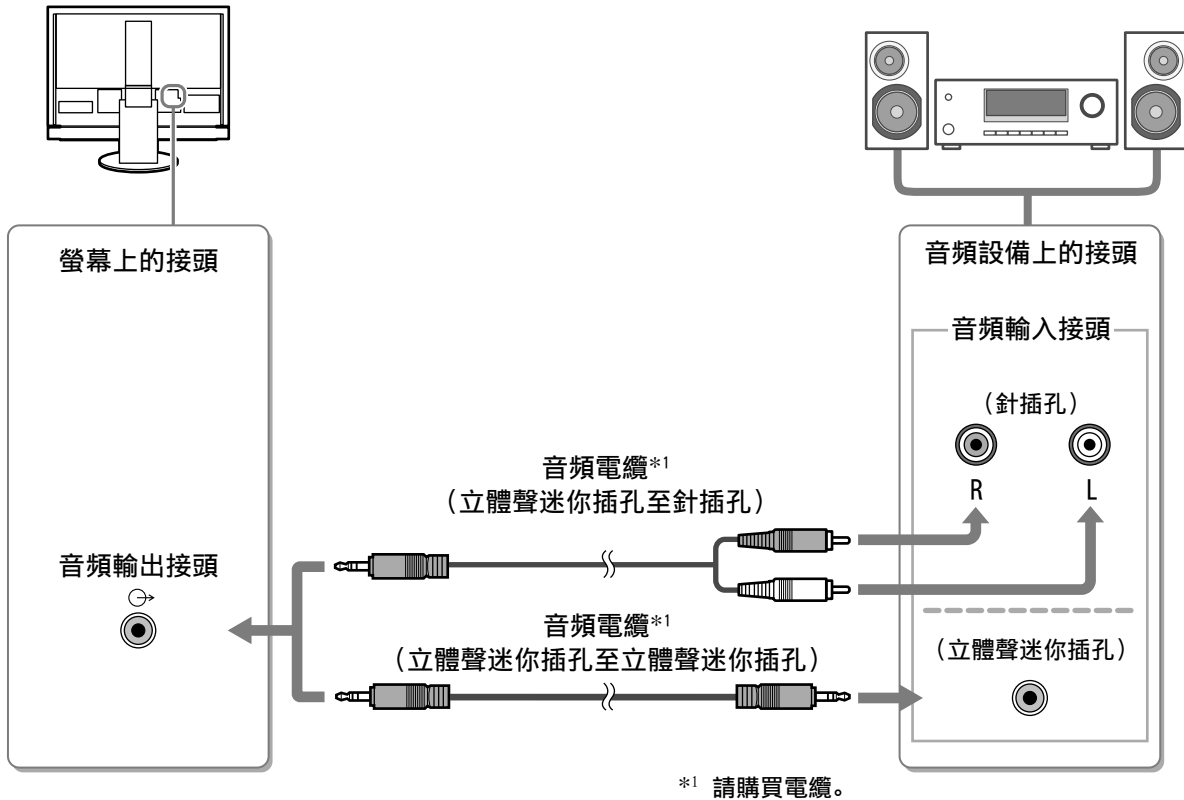 螢幕上的接頭
音頻設備上的接頭
音頻輸入接頭
（針插孔）
R
L
音頻電纜*1
（立體聲迷你插孔至針插孔）
音頻輸出接頭
音頻電纜*1
（立體聲迷你插孔至立體聲迷你插孔）
（立體聲迷你插孔）
*1 請購買電纜。